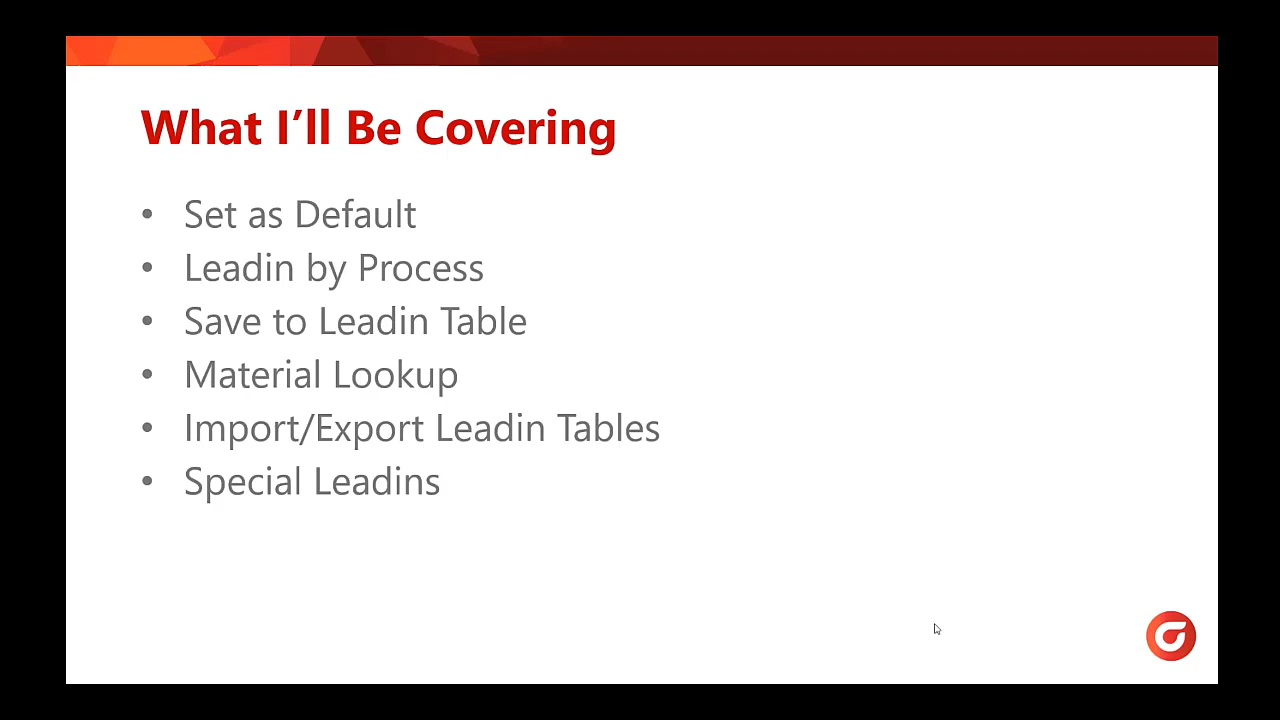 What I’ll Be Covering
• Set as Default
• Leadin by Process
• Save to Leadin Table
• Material Lookup
• Import/Export Leadin Tables
• Special Leadins